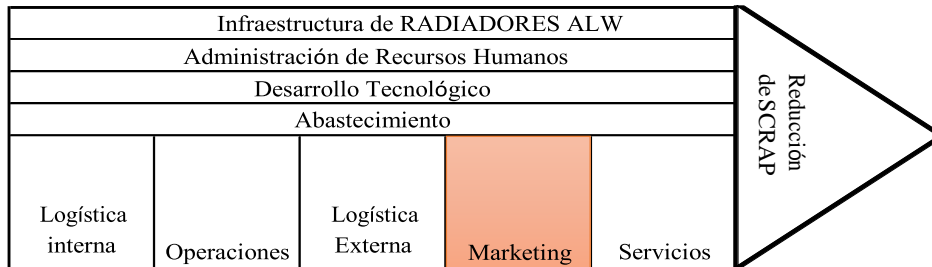 Infraestructura de RADIADORES ALW
Administración de Recursos Humanos
Desarrollo Tecnológico
Abastecimiento
Logística
interna
Operaciones
Logística
Externa
Marketing
Servicios
Reducción
deSCRAP